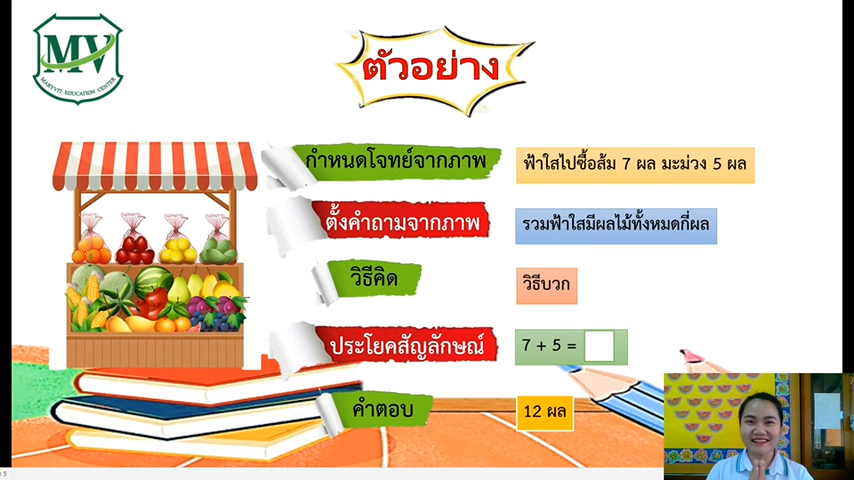 MV
MARYVIT EDUCATION CENTER
ตัวอย่าง
กำหนดโจทย์จากภาพ
ฟ้าใสไปซื้อส้ม 7 ผล มะม่วง 5 ผล
ตั้งคำถามจากภาพ
รวมฟ้าใสมีผลไม้ทั้งหมดกี่ผล
วิธีคิด
วิธีบวก
ประโยคสัญลักษณ์
7 + 5 =
คำตอบ
12 ผล